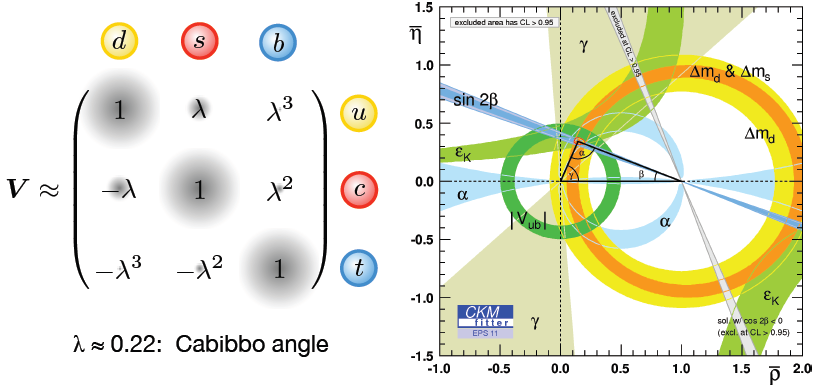 d s b
1 λ λ³ u
V ≈ -λ 1 λ² c
-λ³ -λ² 1 t
λ ≈ 0.22: Cabibbo angle
excluded area has CL > 0.95
excluded at CL > 0.95
η̅
1.5
1.0
0.5
0.0
-0.5
-1.0
-1.5
γ
Δm_d & Δm_s
sin 2β
Δm_d
ε_K
α
γ
β
α
|V_ub|
α
ε_K
γ
CKM
fitter
EPS 11
sol. w/ cos 2β < 0
(excl. at CL > 0.95)
-1.0 -0.5 0.0 0.5 1.0 1.5 2.0
ρ̅